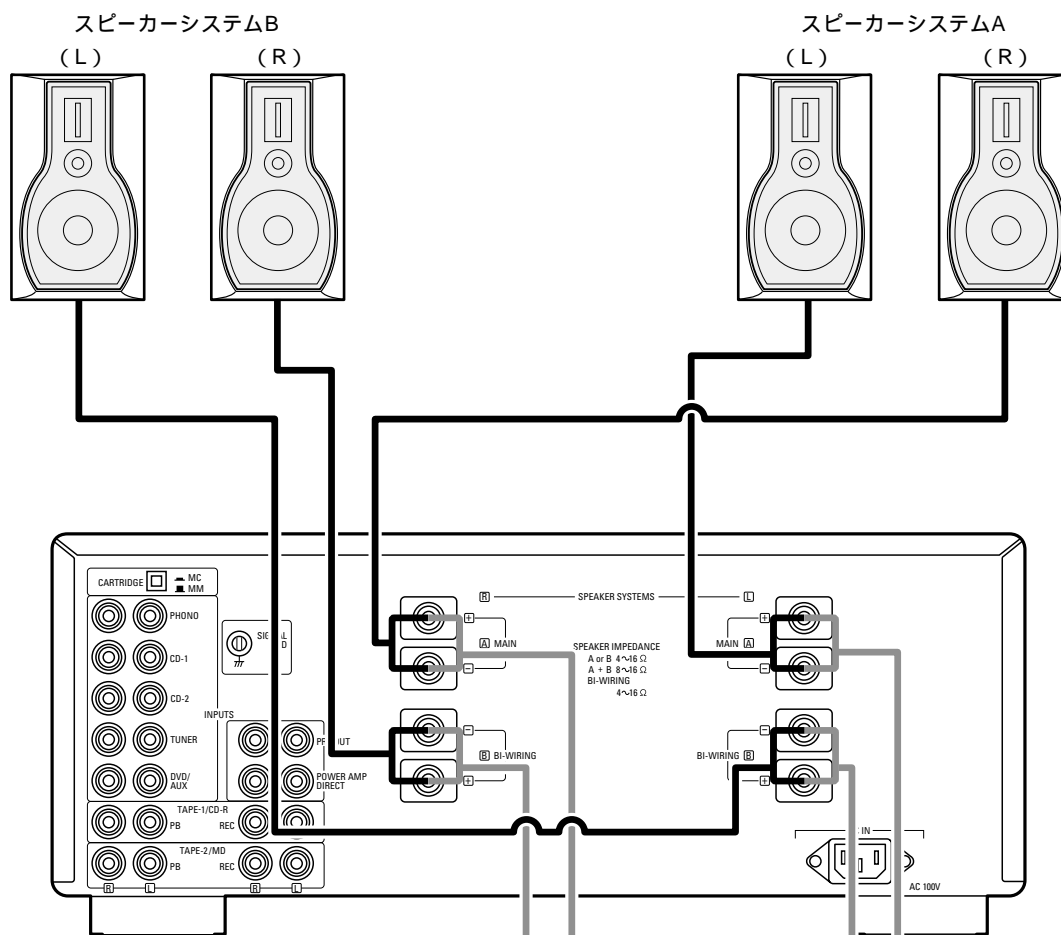 スピーカーシステムB
スピーカーシステムA
(L)
(R)
(L)
(R)
CARTRIDGE
MC
MM
PHONO
CD-1
CD-2
TUNER
DVD/
AUX
INPUTS
POWER AMP
DIRECT
TAPE-1/CD-R
PB
REC
TAPE-2/MD
PB
REC
R
L
R
L
R
SPEAKER SYSTEMS
L
+
A MAIN
−
SPEAKER IMPEDANCE
A or B 4~16 Ω
A + B 8~16 Ω
BI-WIRING
4~16 Ω
+
MAIN A
−
−
B BI-WIRING
+
−
BI-WIRING B
+
IN
AC 100V